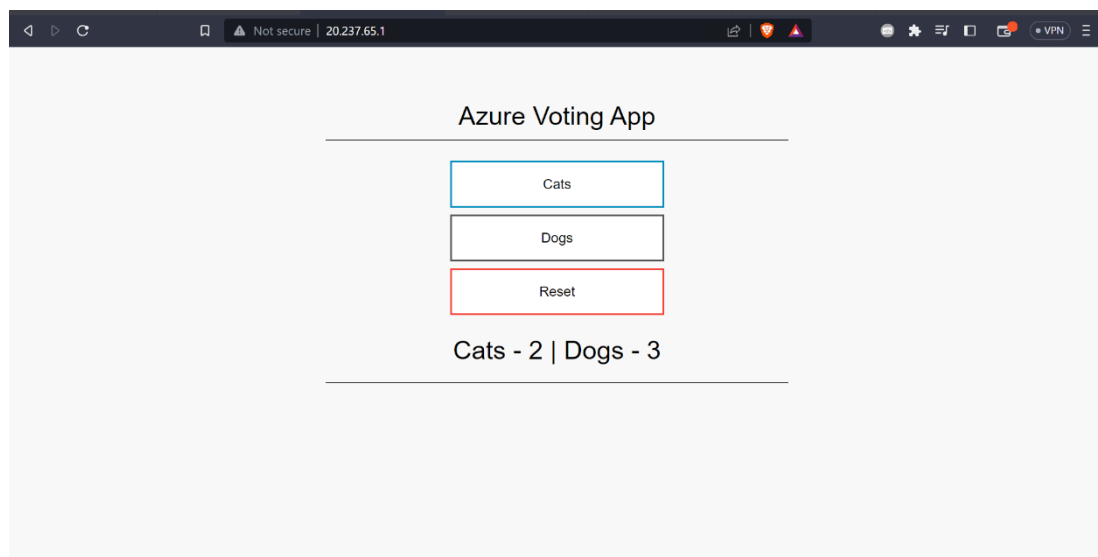 Not secure | 20.237.65.1
VPN
Azure Voting App
Cats
Dogs
Reset
Cats - 2 | Dogs - 3